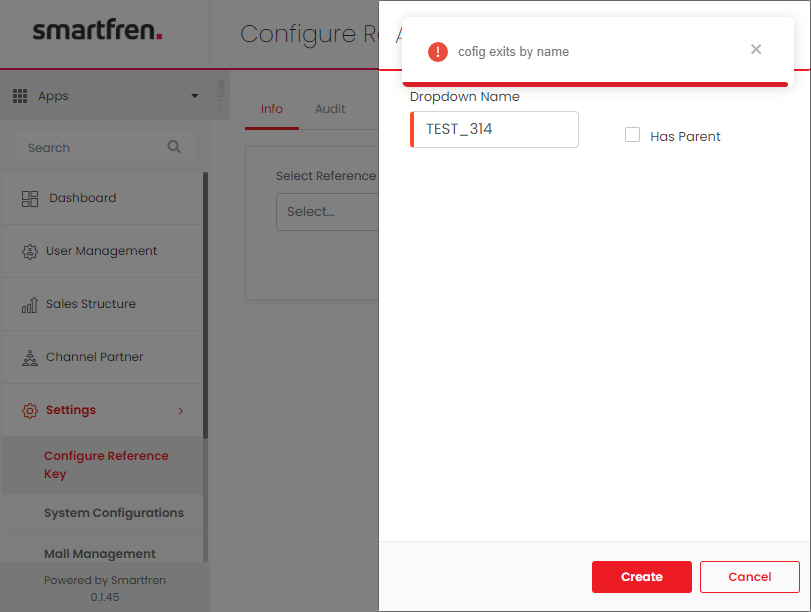 smartfren.
Configure R
A
cofig exits by name
Apps
Hide
Info
Audit
Dropdown Name
TEST_314
Has Parent
Search
Select Reference
Select...
Dashboard
User Management
Sales Structure
Channel Partner
Settings
Configure Reference
Key
System Configurations
Mall Management
Powered by Smartfren
0.1.45
Create
Cancel